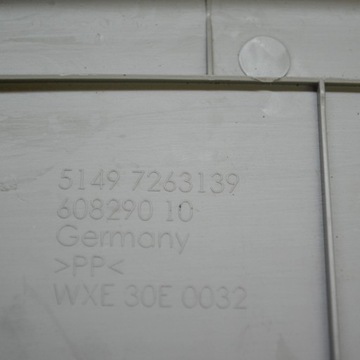 5149 7263139
608290 10
Germany
>PP<
WXE 30E 0032